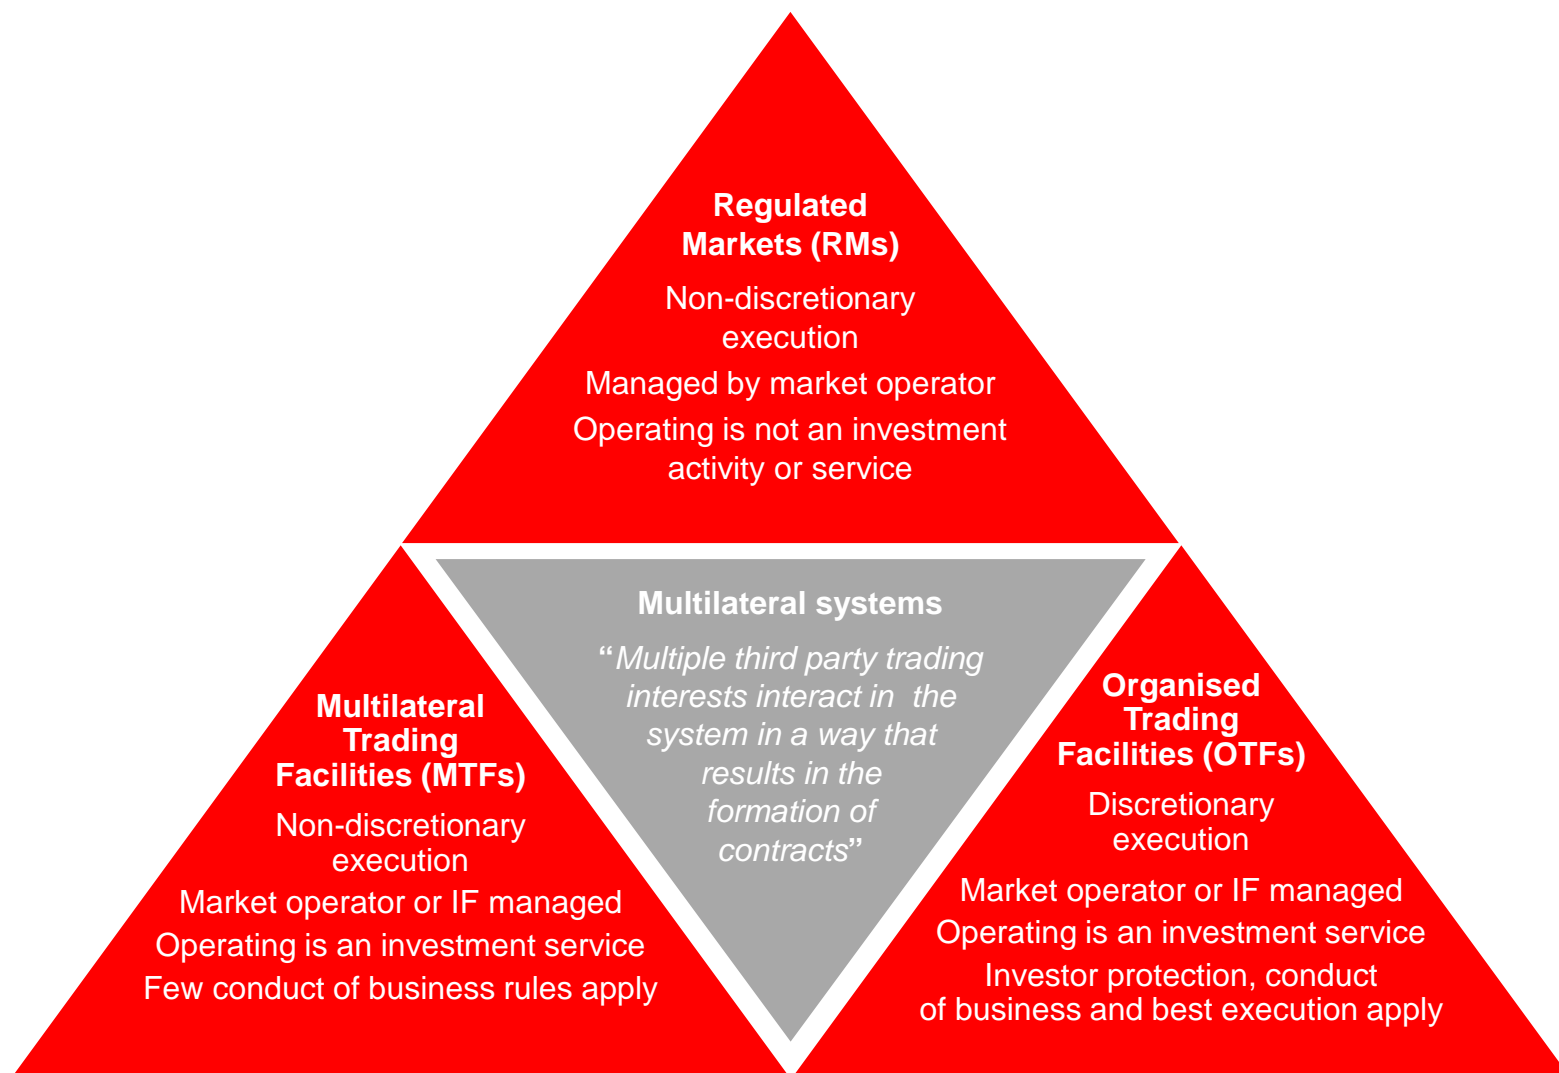 Regulated
Markets (RMs)
Non-discretionary
execution
Managed by market operator
Operating is not an investment
activity or service
Multilateral systems
“Multiple third party trading
interests interact in the
system in a way that
results in the
formation of
contracts”
Multilateral
Trading
Facilities (MTFs)
Non-discretionary
execution
Market operator or IF managed
Operating is an investment service
Few conduct of business rules apply
Organised
Trading
Facilities (OTFs)
Discretionary
execution
Market operator or IF managed
Operating is an investment service
Investor protection, conduct
of business and best execution apply